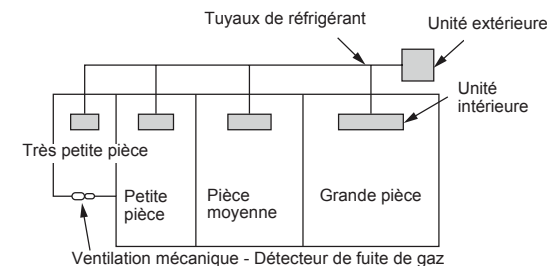 Tuyaux de réfrigérant
Unité extérieure
Unité
intérieure
Très petite pièce
Petite
pièce
Pièce
moyenne
Grande pièce
Ventilation mécanique - Détecteur de fuite de gaz